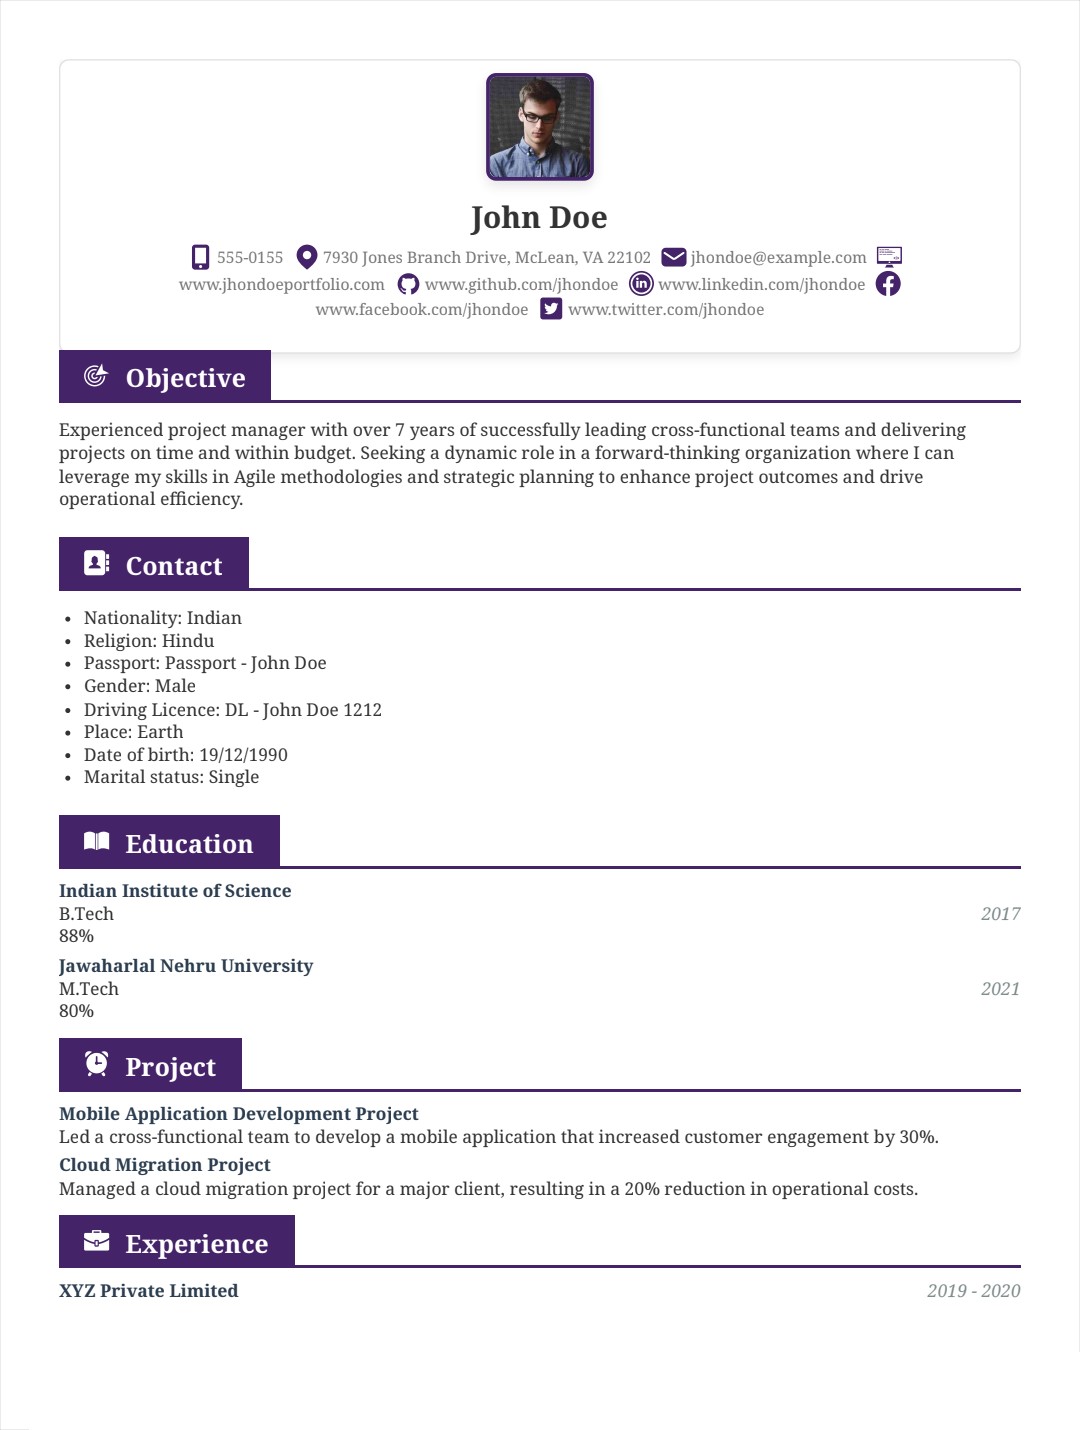 John Doe
555-0155 7930 Jones Branch Drive, McLean, VA 22102 jhondoe@example.com
www.jhondoeportfolio.com www.github.com/jhondoe www.linkedin.com/jhondoe
www.facebook.com/jhondoe www.twitter.com/jhondoe
Objective
Experienced project manager with over 7 years of successfully leading cross-functional teams and delivering
projects on time and within budget. Seeking a dynamic role in a forward-thinking organization where I can
leverage my skills in Agile methodologies and strategic planning to enhance project outcomes and drive
operational efficiency.
Contact
• Nationality: Indian
• Religion: Hindu
• Passport: Passport - John Doe
• Gender: Male
• Driving Licence: DL - John Doe 1212
• Place: Earth
• Date of birth: 19/12/1990
• Marital status: Single
Education
Indian Institute of Science
B.Tech 2017
88%
Jawaharlal Nehru University
M.Tech 2021
80%
Project
Mobile Application Development Project
Led a cross-functional team to develop a mobile application that increased customer engagement by 30%.
Cloud Migration Project
Managed a cloud migration project for a major client, resulting in a 20% reduction in operational costs.
Experience
XYZ Private Limited 2019 - 2020